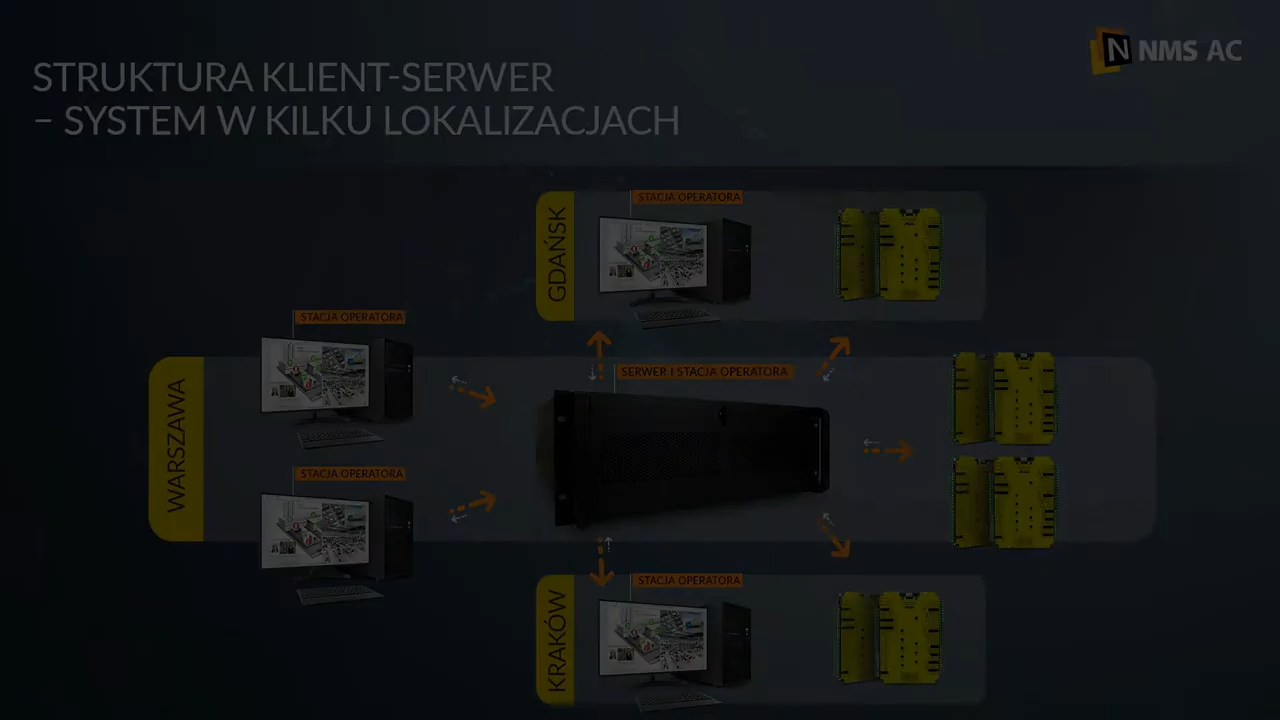 STRUKTURA KLIENT-SERWER
– SYSTEM W KILKU LOKALIZACJACH
N NMS AC
GDAŃSK
STACJA OPERATORA
STACJA OPERATORA
SERWER I STACJA OPERATORA
WARSZAWA
STACJA OPERATORA
KRAKÓW
STACJA OPERATORA